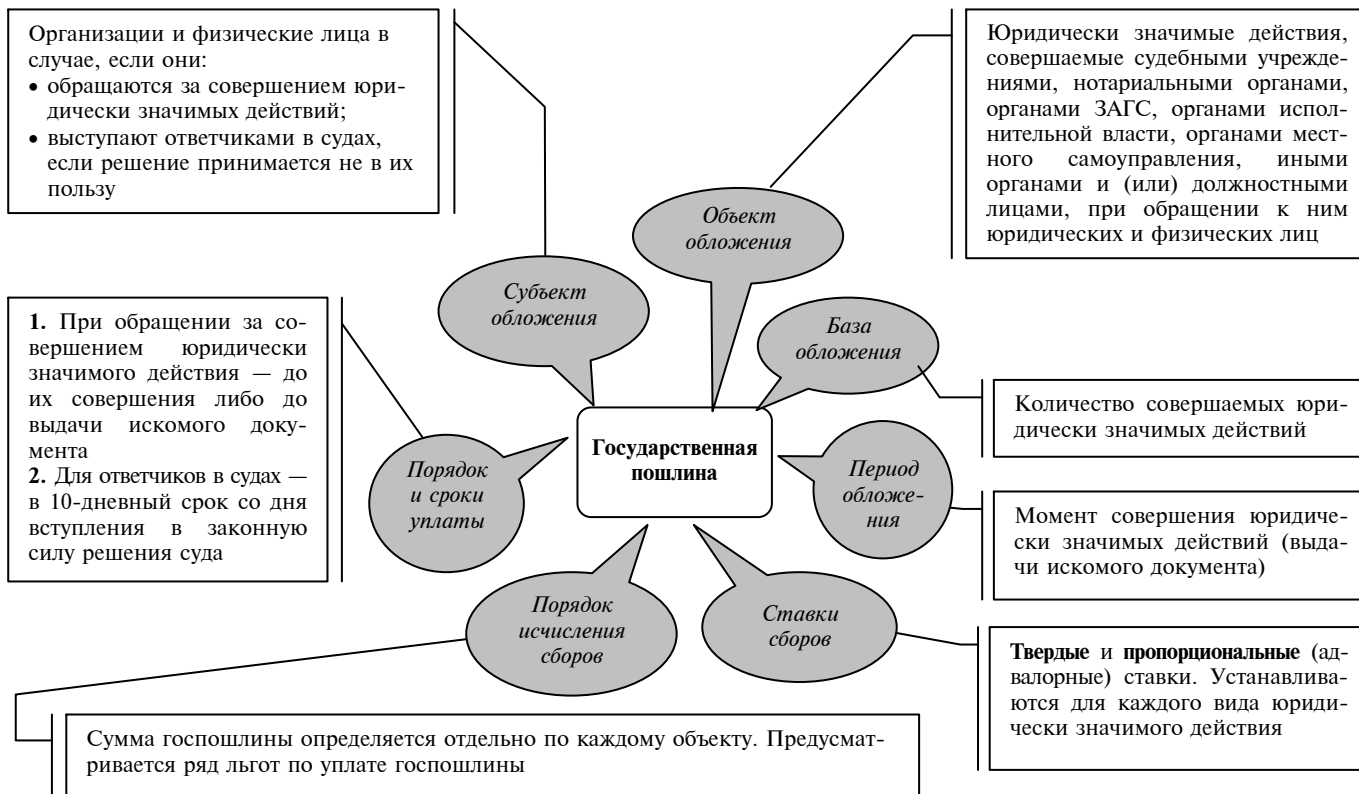 Организации и физические лица в
случае, если они:
• обращаются за совершением юри-
дически значимых действий;
• выступают ответчиками в судах,
если решение принимается не в их
пользу
Юридически значимые действия,
совершаемые судебными учрежде-
ниями, нотариальными органами,
органами ЗАГС, органами испол-
нительной власти, органами мест-
ного самоуправления, иными
органами и (или) должностными
лицами, при обращении к ним
юридических и физических лиц
Объект
обложения
Субъект
обложения
База
обложения
1. При обращении за со-
вершением юридически
значимого действия — до
их совершения либо до
выдачи искомого доку-
мента
2. Для ответчиков в судах —
в 10-дневный срок со дня
вступления в законную
силу решения суда
Количество совершаемых юри-
дически значимых действий
Государственная
пошлина
Порядок
и сроки
уплаты
Период
обложе-
ния
Момент совершения юридиче-
ски значимых действий (выда-
чи искомого документа)
Порядок
исчисления
сборов
Ставки
сборов
Твердые и пропорциональные (ад-
валорные) ставки. Устанавлива-
ются для каждого вида юриди-
чески значимого действия
Сумма госпошлины определяется отдельно по каждому объекту. Предусмат-
ривается ряд льгот по уплате госпошлины